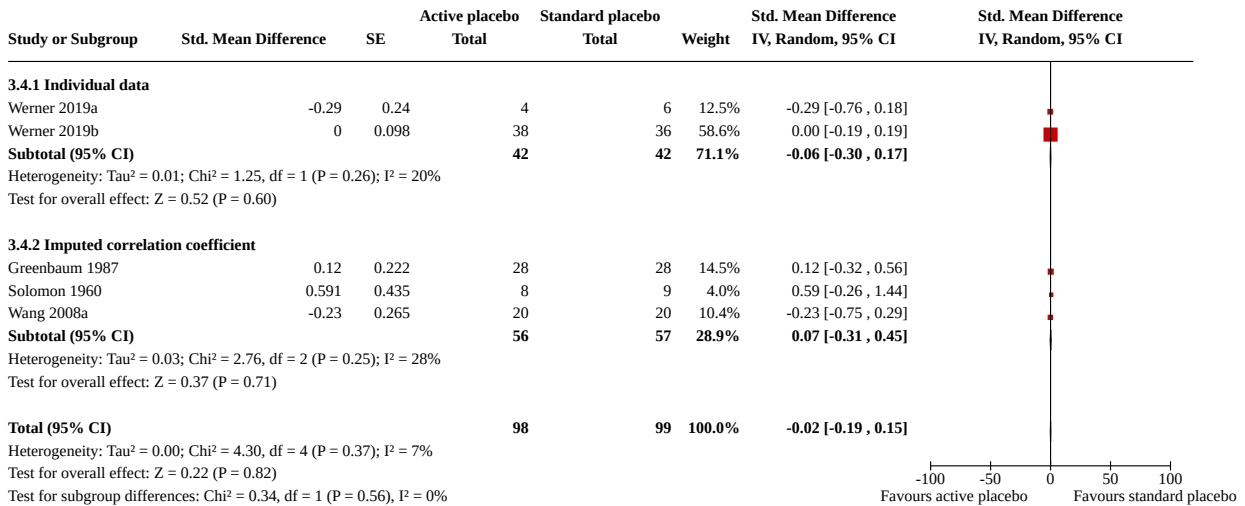 Active placebo Standard placebo Std. Mean Difference Std. Mean Difference
Study or Subgroup Std. Mean Difference SE Total Total Weight IV, Random, 95% CI IV, Random, 95% CI
3.4.1 Individual data
Werner 2019a -0.29 0.24 4 6 12.5% -0.29 [-0.76 , 0.18]
Werner 2019b 0 0.098 38 36 58.6% 0.00 [-0.19 , 0.19]
Subtotal (95% CI) 42 42 71.1% -0.06 [-0.30 , 0.17]
Heterogeneity: Tau² = 0.01; Chi² = 1.25, df = 1 (P = 0.26); I² = 20%
Test for overall effect: Z = 0.52 (P = 0.60)
3.4.2 Imputed correlation coefficient
Greenbaum 1987 0.12 0.222 28 28 14.5% 0.12 [-0.32 , 0.56]
Solomon 1960 0.591 0.435 8 9 4.0% 0.59 [-0.26 , 1.44]
Wang 2008a -0.23 0.265 20 20 10.4% -0.23 [-0.75 , 0.29]
Subtotal (95% CI) 56 57 28.9% 0.07 [-0.31 , 0.45]
Heterogeneity: Tau² = 0.03; Chi² = 2.76, df = 2 (P = 0.25); I² = 28%
Test for overall effect: Z = 0.37 (P = 0.71)
Total (95% CI) 98 99 100.0% -0.02 [-0.19 , 0.15]
Heterogeneity: Tau² = 0.00; Chi² = 4.30, df = 4 (P = 0.37); I² = 7%
Test for overall effect: Z = 0.22 (P = 0.82)
Test for subgroup differences: Chi² = 0.34, df = 1 (P = 0.56), I² = 0%
-100 -50 0 50 100
Favours active placebo Favours standard placebo